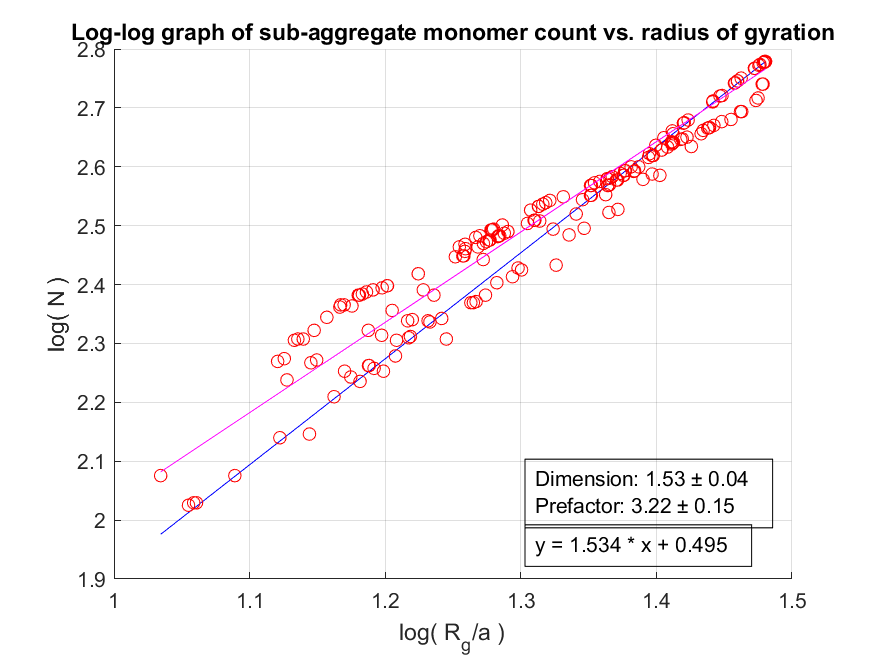 Log-log graph of sub-aggregate monomer count vs. radius of gyration
2.8
2.7
2.6
2.5
2.4
2.3
2.2
2.1
2
1.9
log( N )
Dimension: 1.53 ± 0.04
Prefactor: 3.22 ± 0.15
y = 1.534 * x + 0.495
1 1.1 1.2 1.3 1.4 1.5
log( R_g/a )